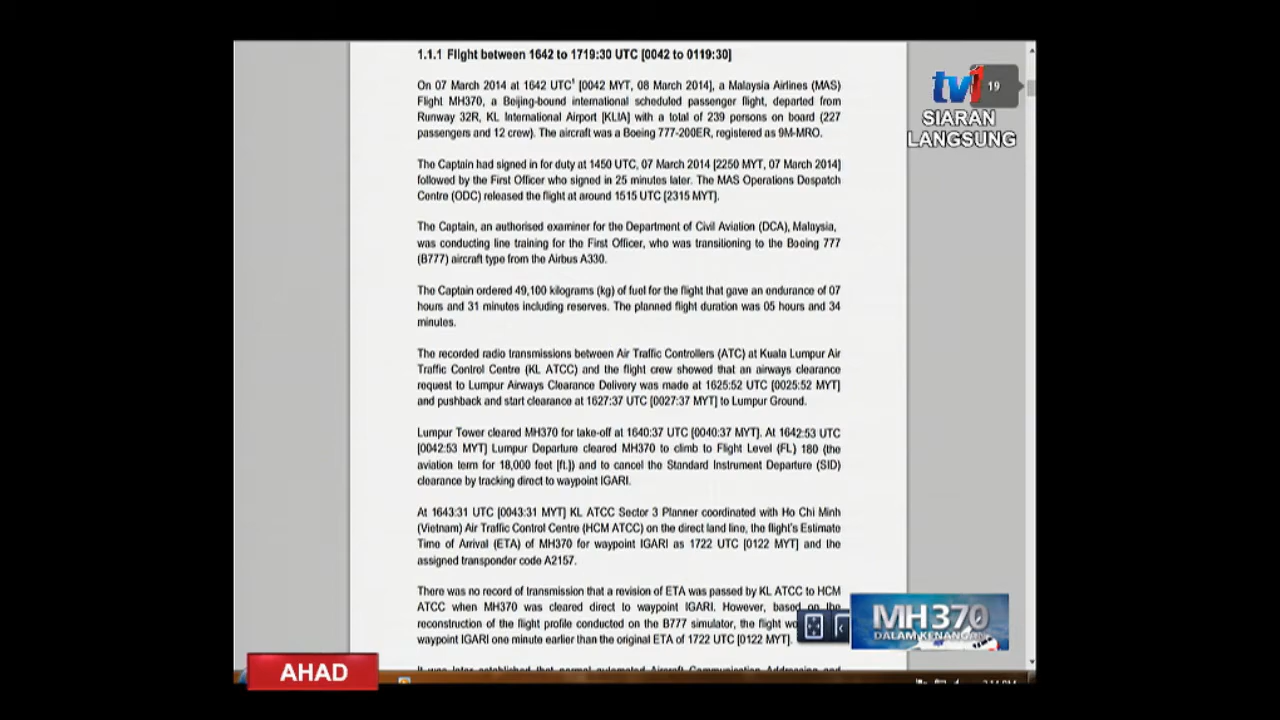 1.1.1 Flight between 1642 to 1719:30 UTC [0042 to 0119:30]
On 07 March 2014 at 1642 UTC¹ [0042 MYT, 08 March 2014], a Malaysia Airlines (MAS)
Flight MH370, a Beijing-bound international scheduled passenger flight, departed from
Runway 32R, KL International Airport [KLIA] with a total of 239 persons on board (227
passengers and 12 crew). The aircraft was a Boeing 777-200ER, registered as 9M-MRO.
The Captain had signed in for duty at 1450 UTC, 07 March 2014 [2250 MYT, 07 March 2014]
followed by the First Officer who signed in 25 minutes later. The MAS Operations Despatch
Centre (ODC) released the flight at around 1515 UTC [2315 MYT].
The Captain, an authorised examiner for the Department of Civil Aviation (DCA), Malaysia,
was conducting line training for the First Officer, who was transitioning to the Boeing 777
(B777) aircraft type from the Airbus A330.
The Captain ordered 49,100 kilograms (kg) of fuel for the flight that gave an endurance of 07
hours and 31 minutes including reserves. The planned flight duration was 05 hours and 34
minutes.
The recorded radio transmissions between Air Traffic Controllers (ATC) at Kuala Lumpur Air
Traffic Control Centre (KL ATCC) and the flight crew showed that an airways clearance
request to Lumpur Airways Clearance Delivery was made at 1625:52 UTC [0025:52 MYT]
and pushback and start clearance at 1627:37 UTC [0027:37 MYT] to Lumpur Ground.
Lumpur Tower cleared MH370 for take-off at 1640:37 UTC [0040:37 MYT]. At 1642:53 UTC
[0042:53 MYT] Lumpur Departure cleared MH370 to climb to Flight Level (FL) 180 (the
aviation term for 18,000 feet [ft.]) and to cancel the Standard Instrument Departure (SID)
clearance by tracking direct to waypoint IGARI.
At 1643:31 UTC [0043:31 MYT] KL ATCC Sector 3 Planner coordinated with Ho Chi Minh
(Vietnam) Air Traffic Control Centre (HCM ATCC) on the direct land line, the flight's Estimate
Time of Arrival (ETA) of MH370 for waypoint IGARI as 1722 UTC [0122 MYT] and the
assigned transponder code A2157.
There was no record of transmission that a revision of ETA was passed by KL ATCC to HCM
ATCC when MH370 was cleared direct to waypoint IGARI. However, based on the
reconstruction of the flight profile conducted on the B777 simulator, the flight
waypoint IGARI one minute earlier than the original ETA of 1722 UTC [0122 MYT].
It was later established that normal automated Aircraft Communication Addressing and
tv1
19
SIARAN
LANGSUNG
MH370
DALAM KENANGAN
AHAD